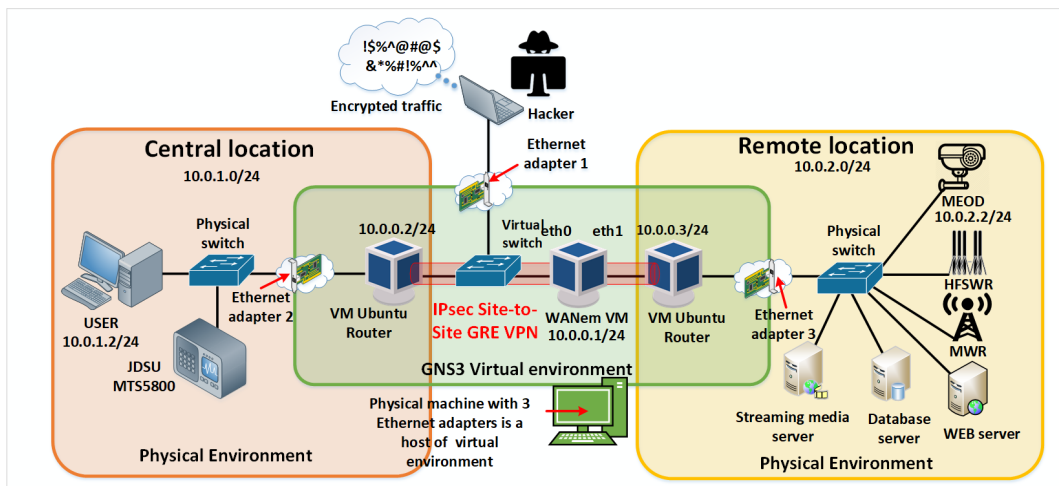 !$%^@#@$
&*%#!%^^
Encrypted traffic
Hacker
Ethernet
adapter 1
Central location
10.0.1.0/24
Remote location
10.0.2.0/24
MEOD
10.0.2.2/24
Physical
switch
10.0.0.2/24
Virtual
switch
eth0
eth1
10.0.0.3/24
Physical
switch
HFSWR
USER
10.0.1.2/24
Ethernet
adapter 2
VM Ubuntu
Router
IPsec Site-to-
Site GRE VPN
WANem VM
10.0.0.1/24
VM Ubuntu
Router
Ethernet
adapter 3
MWR
JDSU
MTS5800
GNS3 Virtual environment
Physical machine with 3
Ethernet adapters is a
host of virtual
environment
Streaming media
server
Database
server
WEB server
Physical Environment
Physical Environment